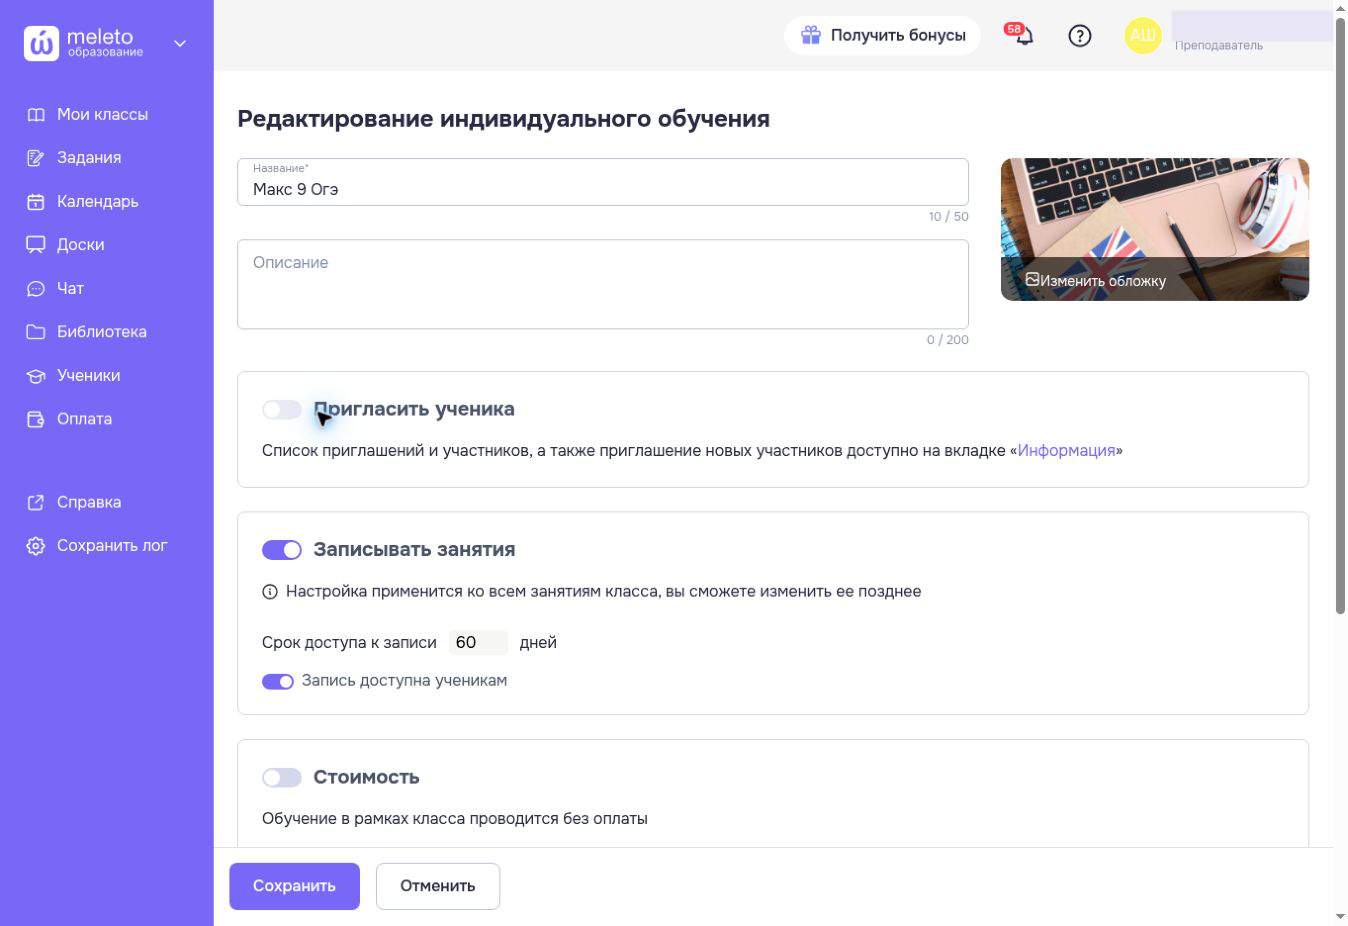 meleto
образование
Мои классы
Задания
Календарь
Доски
Чат
Библиотека
Ученики
Оплата
Справка
Сохранить лог
Получить бонусы
58
АШ
Преподаватель
Редактирование индивидуального обучения
Название*
Макс 9 Огэ
10 / 50
Описание
0 / 200
Изменить обложку
Пригласить ученика
Список приглашений и участников, а также приглашение новых участников доступно на вкладке «Информация»
Записывать занятия
Настройка применится ко всем занятиям класса, вы сможете изменить ее позднее
Срок доступа к записи 60 дней
Запись доступна ученикам
Стоимость
Обучение в рамках класса проводится без оплаты
Сохранить
Отменить